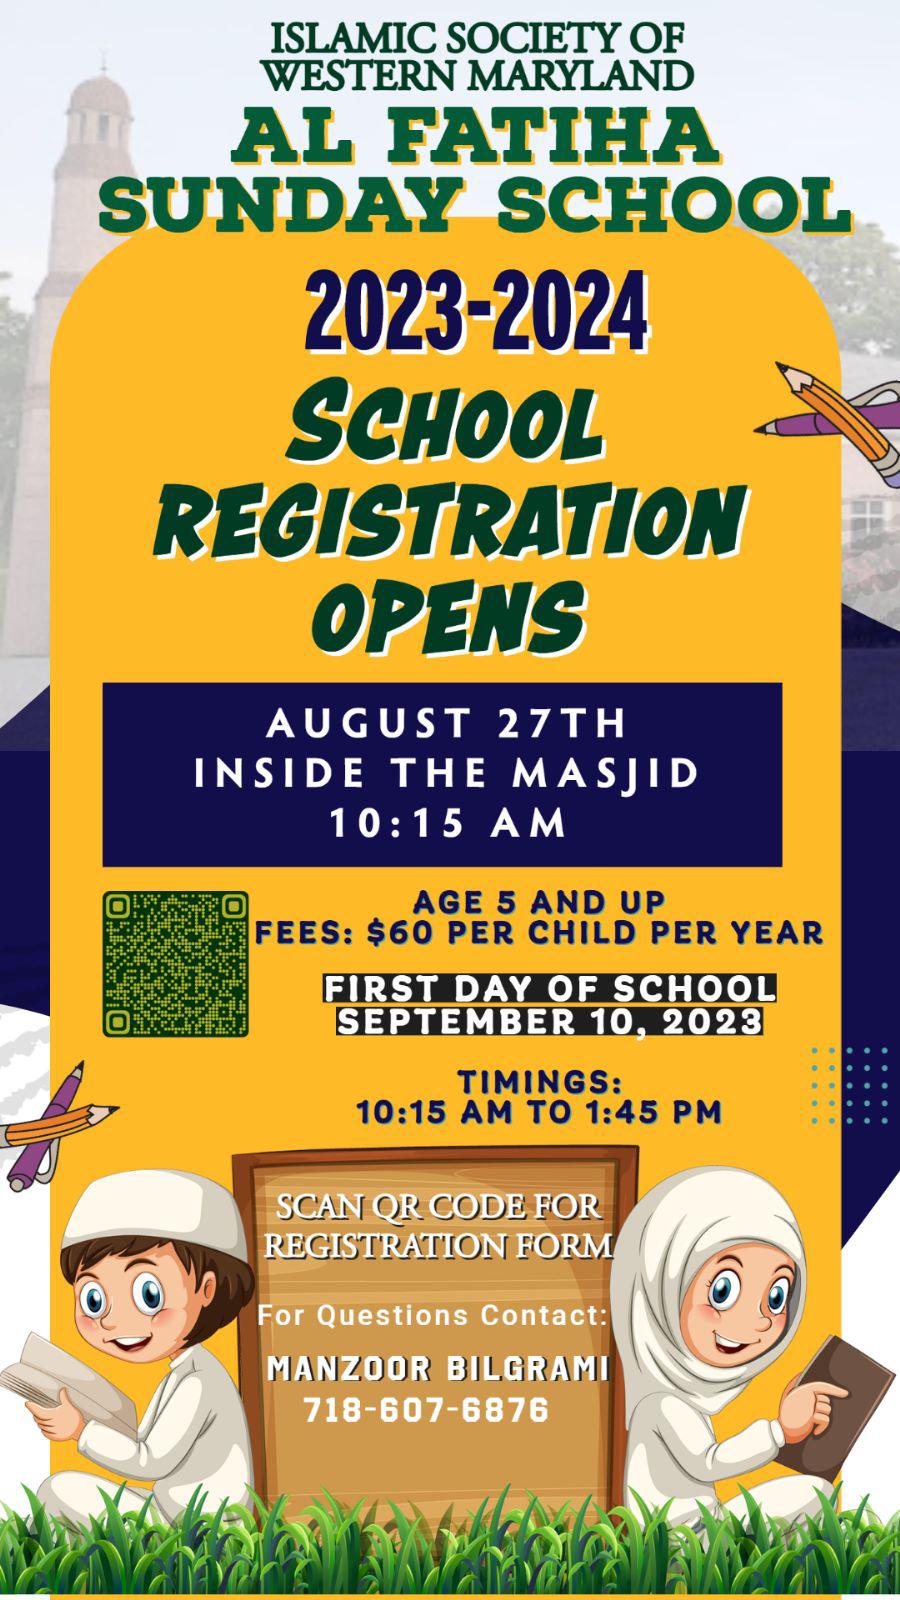 ISLAMIC SOCIETY OF
WESTERN MARYLAND
AL FATIHA
SUNDAY SCHOOL
2023-2024
SCHOOL
REGISTRATION
OPENS
AUGUST 27TH
INSIDE THE MASJID
10:15 AM
AGE 5 AND UP
FEES: $60 PER CHILD PER YEAR
FIRST DAY OF SCHOOL
SEPTEMBER 10, 2023
TIMINGS:
10:15 AM TO 1:45 PM
SCAN QR CODE FOR
REGISTRATION FORM
For Questions Contact:
MANZOOR BILGRAMI
718-607-6876